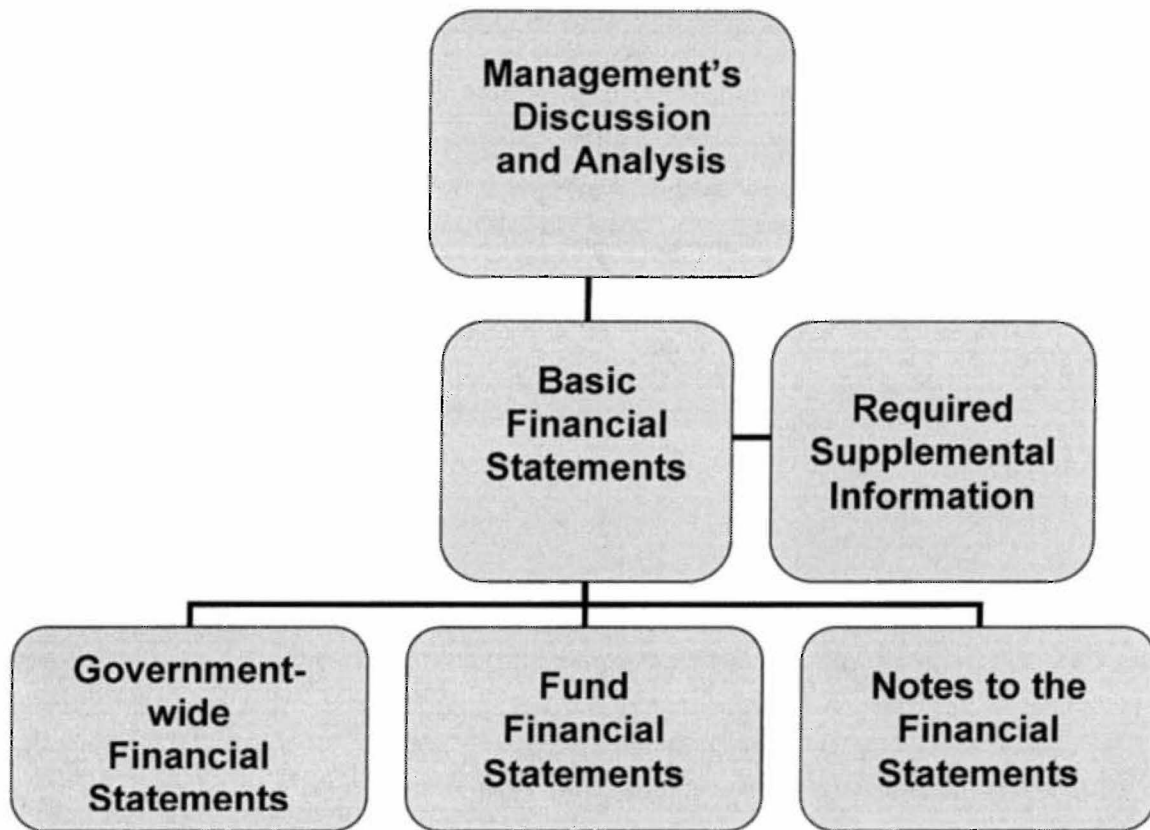 Management’s
Discussion
and Analysis
Basic
Financial
Statements
Required
Supplemental
Information
Government-
wide
Financial
Statements
Fund
Financial
Statements
Notes to the
Financial
Statements